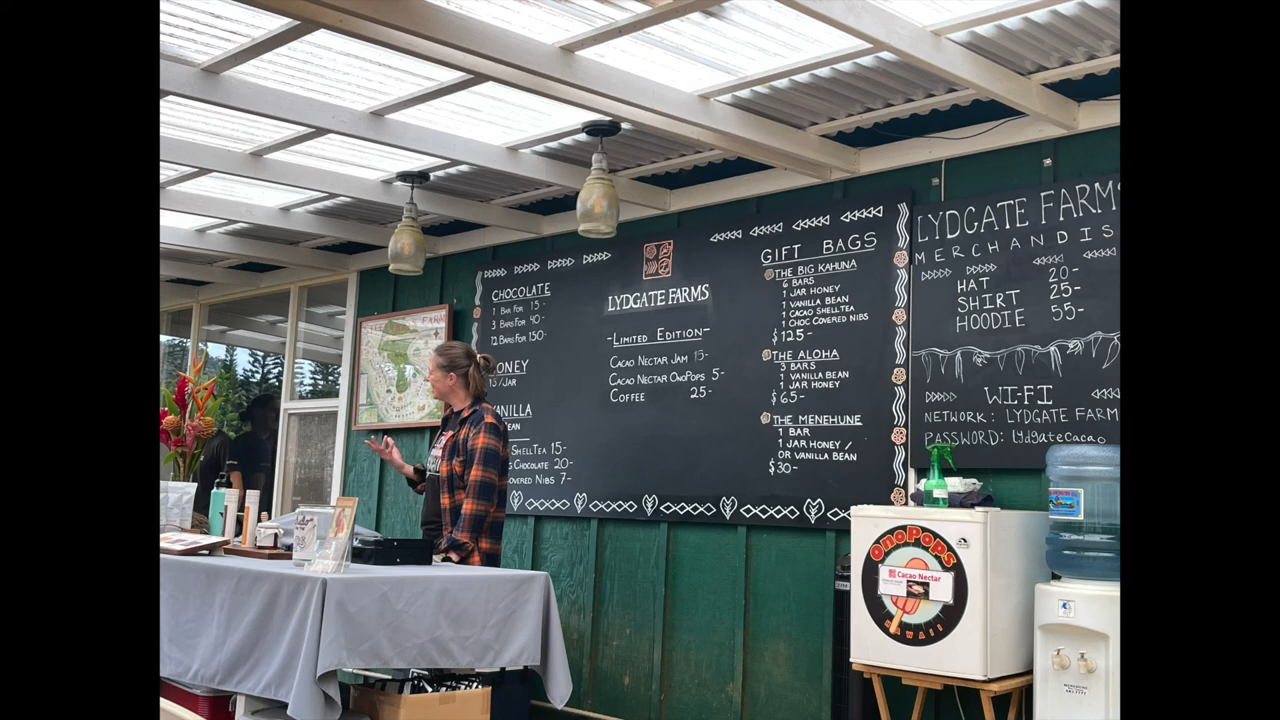 CHOCOLATE
1 BAR FOR 15-
3 BARS FOR 40-
12 BARS FOR 150-
HONEY
15/JAR
VANILLA
BEAN
SHELLTEA 15-
CHOCOLATE 20-
COVERED NIBS 7-
LYDGATE FARMS
-LIMITED EDITION-
CACAO NECTAR JAM 15-
CACAO NECTAR ONOPOPS 5-
COFFEE 25-
GIFT BAGS
THE BIG KAHUNA
6 BARS
1 JAR HONEY
1 VANILLA BEAN
1 CACAO SHELLTEA
1 CHOC COVERED NIBS
$125-
THE ALOHA
3 BARS
1 VANILLA BEAN
1 JAR HONEY
$65-
THE MENEHUNE
1 BAR
1 JAR HONEY /
OR VANILLA BEAN
$30-
LYDGATE FARMS
MERCHANDIS
HAT 20-
SHIRT 25-
HOODIE 55-
WI-FI
NETWORK: LYDGATE FARM
PASSWORD: lydgatecacao
OnoPops
Cacao Nectar
HAWAII
MENEHUNE